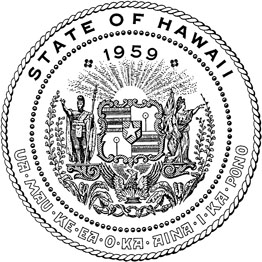 STATE OF HAWAII
1959
UA·MAU·KE·EA·O·KA·AINA·I·KA·PONO